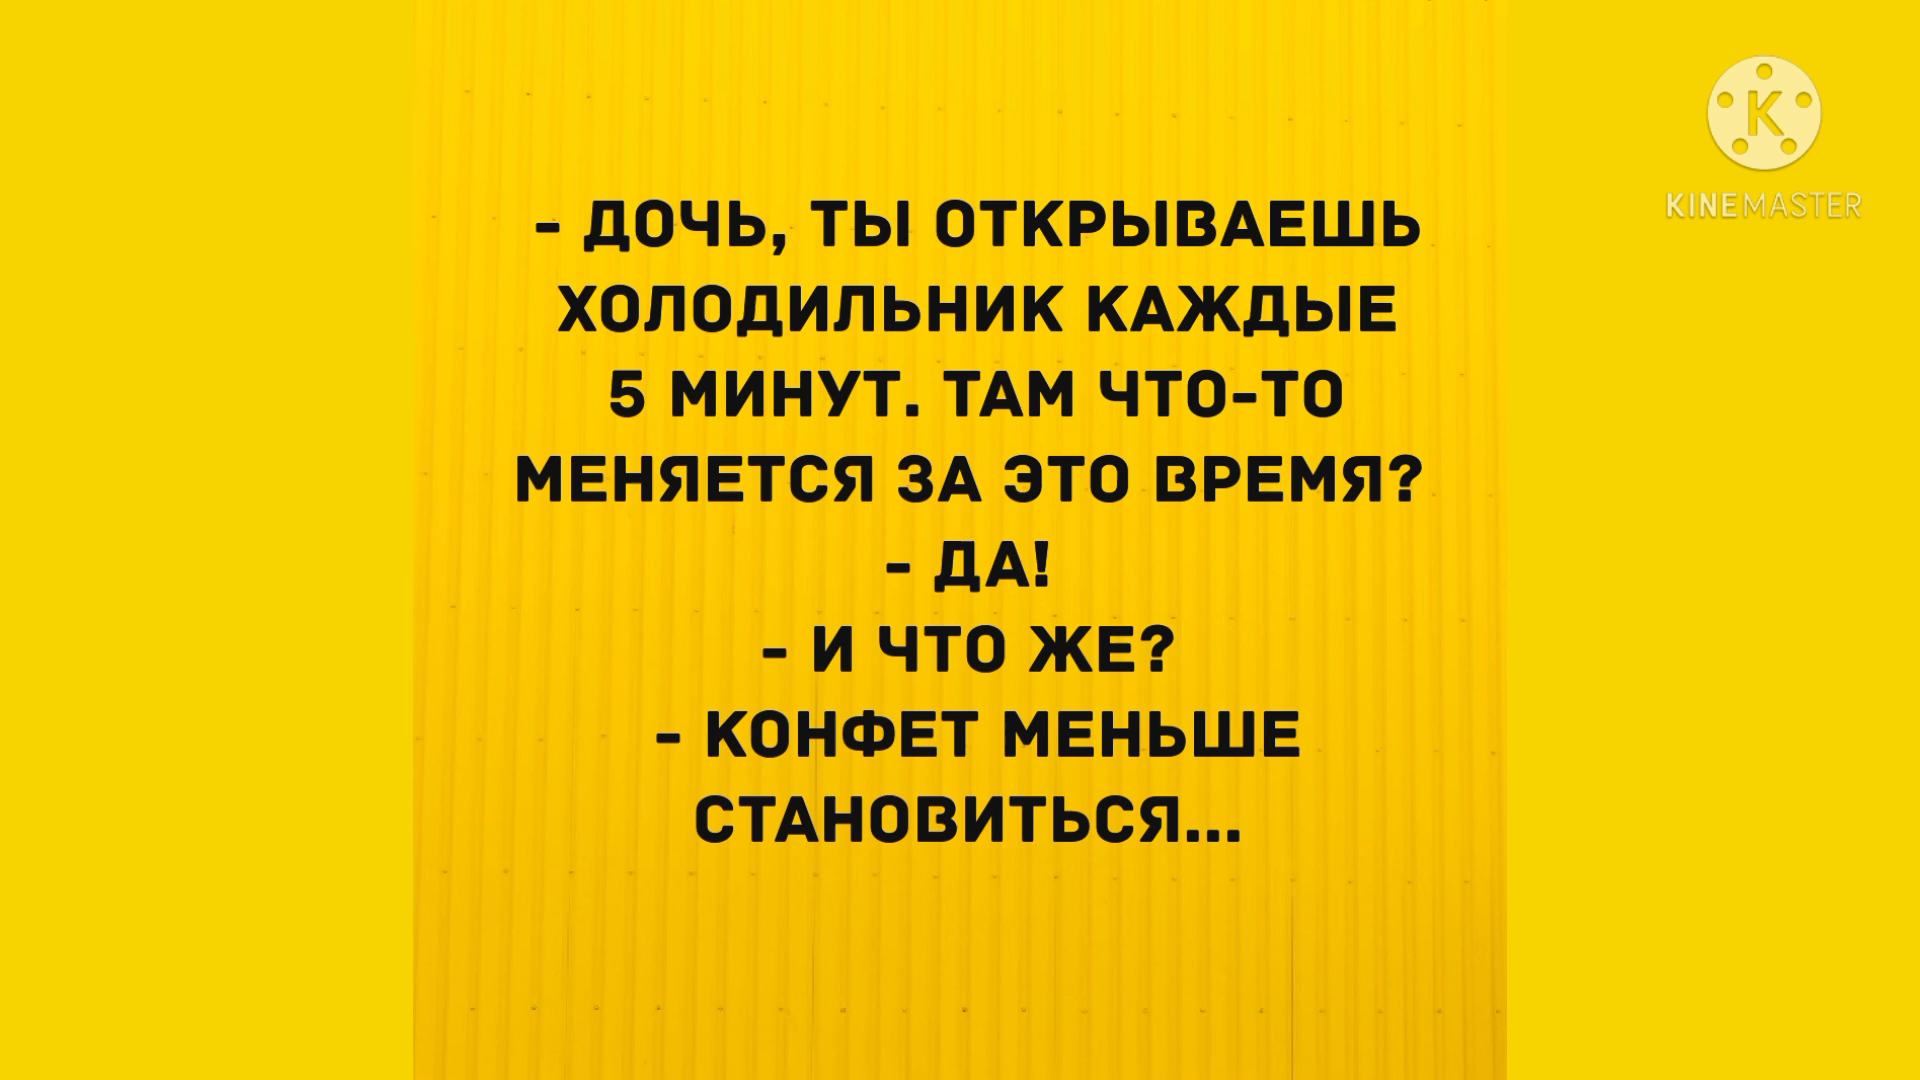 - ДОЧЬ, ТЫ ОТКРЫВАЕШЬ
ХОЛОДИЛЬНИК КАЖДЫЕ
5 МИНУТ. ТАМ ЧТО-ТО
МЕНЯЕТСЯ ЗА ЭТО ВРЕМЯ?
- ДА!
- И ЧТО ЖЕ?
- КОНФЕТ МЕНЬШЕ
СТАНОВИТЬСЯ...
K
KINEMASTER